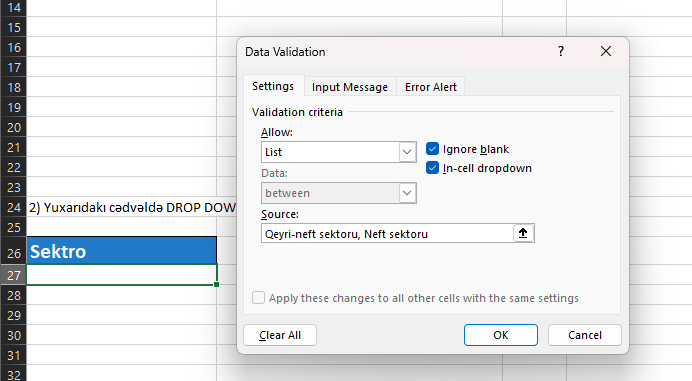 14
15
16
17
18
19
20
21
22
23
24 2) Yuxarıdakı cədvəldə DROP DOW
25
26 Sektro
27
28
29
30
31
32
Data Validation ?
Settings Input Message Error Alert
Validation criteria
Allow:
List
Ignore blank
Data:
In-cell dropdown
between
Source:
Qeyri-neft sektoru, Neft sektoru
Apply these changes to all other cells with the same settings
Clear All OK Cancel